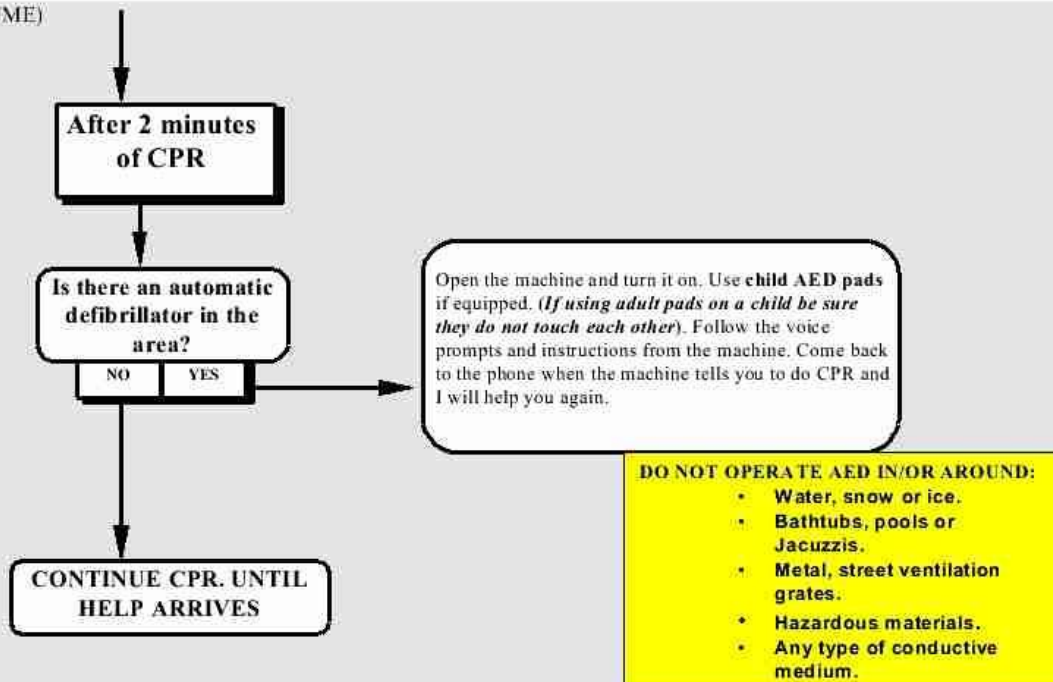 ME)
After 2 minutes
of CPR
Is there an automatic
defibrillator in the
area?
NO YES
Open the machine and turn it on. Use child AED pads
if equipped. (If using adult pads on a child be sure
they do not touch each other). Follow the voice
prompts and instructions from the machine. Come back
to the phone when the machine tells you to do CPR and
I will help you again.
DO NOT OPERATE AED IN/OR AROUND:
• Water, snow or ice.
• Bathtubs, pools or
Jacuzzis.
• Metal, street ventilation
grates.
• Hazardous materials.
• Any type of conductive
medium.
CONTINUE CPR. UNTIL
HELP ARRIVES